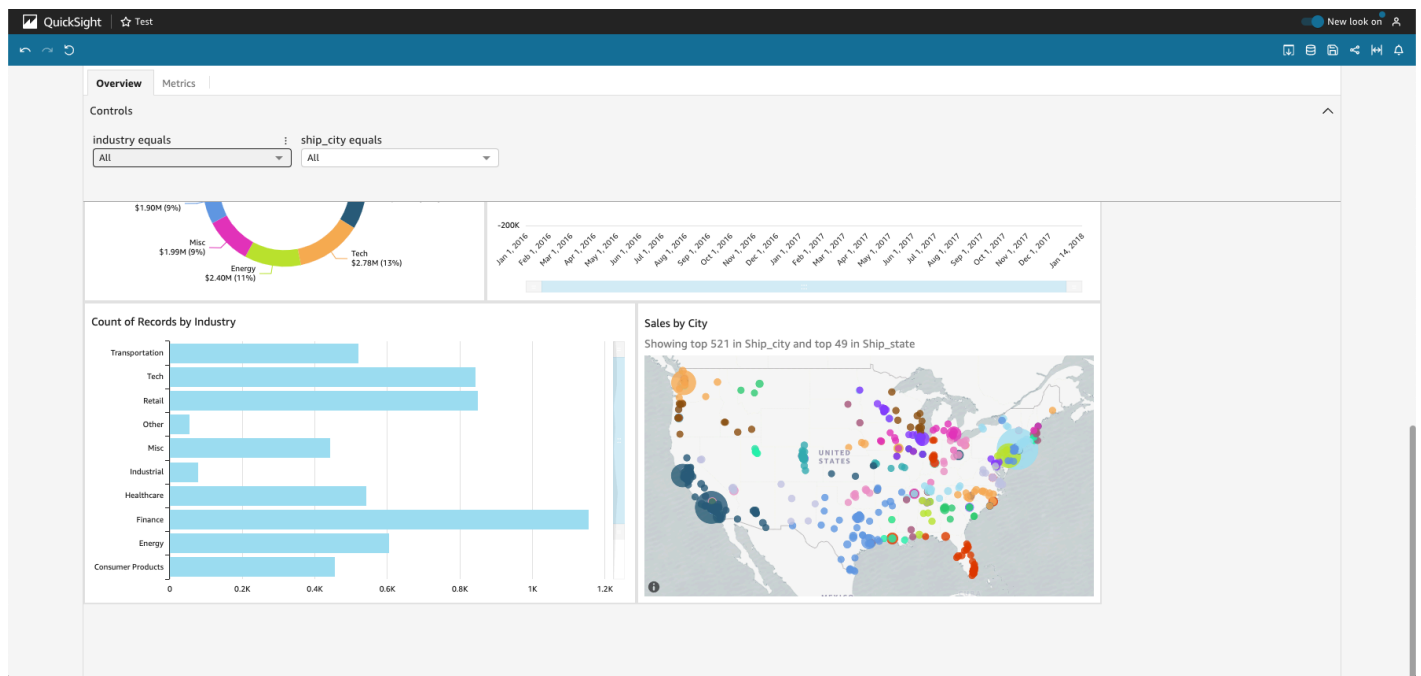 QuickSight Test New look on
Overview Metrics
Controls
industry equals ship_city equals
All All
$1.90M (9%)
Misc
$1.99M (9%)
Energy
$2.40M (11%)
Tech
$2.78M (13%)
-200K
Jan 1, 2016 Feb 1, 2016 Mar 1, 2016 Apr 1, 2016 May 1, 2016 Jun 1, 2016 Jul 1, 2016 Aug 1, 2016 Sep 1, 2016 Oct 1, 2016 Nov 1, 2016 Dec 1, 2016 Jan 1, 2017 Feb 1, 2017 Mar 1, 2017 Apr 1, 2017 May 1, 2017 Jun 1, 2017 Jul 1, 2017 Aug 1, 2017 Sep 1, 2017 Oct 1, 2017 Nov 1, 2017 Dec 1, 2017 Jan 14, 2018
Count of Records by Industry
Transportation
Tech
Retail
Other
Misc
Industrial
Healthcare
Finance
Energy
Consumer Products
0 0.2K 0.4K 0.6K 0.8K 1K 1.2K
Sales by City
Showing top 521 in Ship_city and top 49 in Ship_state
UNITED
STATES